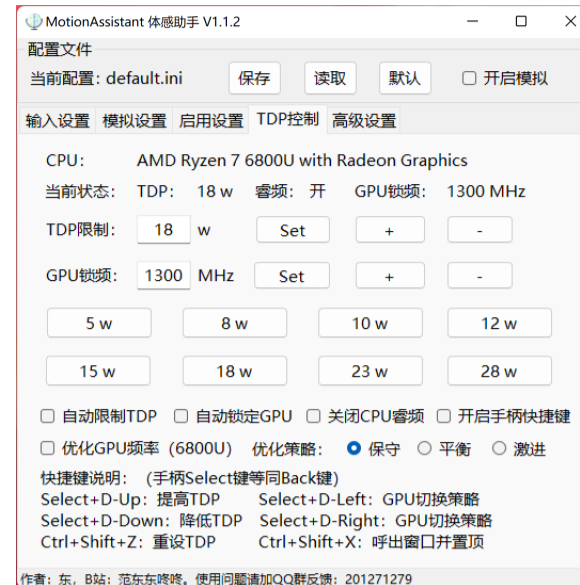 MotionAssistant 体感助手 V1.1.2
配置文件
当前配置: default.ini 保存 读取 默认 开启模拟
输入设置 模拟设置 启用设置 TDP控制 高级设置
CPU: AMD Ryzen 7 6800U with Radeon Graphics
当前状态: TDP: 18 w 睿频: 开 GPU锁频: 1300 MHz
TDP限制: 18 w Set + -
GPU锁频: 1300 MHz Set + -
5 w 8 w 10 w 12 w
15 w 18 w 23 w 28 w
自动限制TDP 自动锁定GPU 关闭CPU睿频 开启手柄快捷键
优化GPU频率 (6800U) 优化策略: 保守 平衡 激进
快捷键说明: (手柄Select键等同Back键)
Select+D-Up: 提高TDP Select+D-Left: GPU切换策略
Select+D-Down: 降低TDP Select+D-Right: GPU切换策略
Ctrl+Shift+Z: 重设TDP Ctrl+Shift+X: 呼出窗口并置顶
作者: 东, B站: 范东东咚咚。使用问题请加QQ群反馈: 201271279